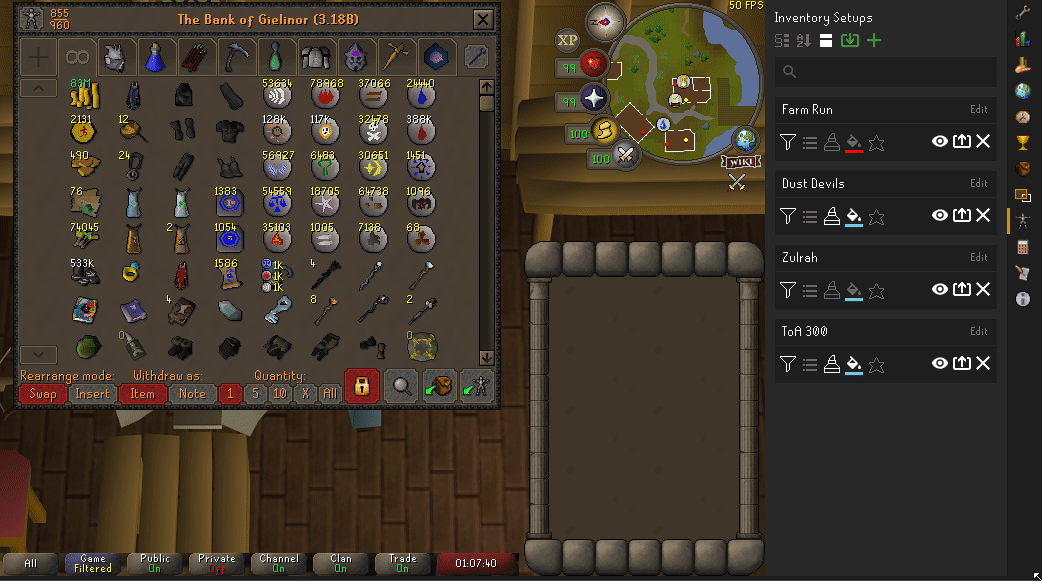 855
960
The Bank of Gielinor (3.18B)
50 FPS
XP
99
99
100
100
WIKI
83M
53634
78968
37066
24440
2131
12
128K
117K
32478
388K
490
24
56927
6483
30651
1451
76
1383
54559
18705
64738
1096
74045
2
1054
35103
1005
7138
68
533K
1586
1K
1K
1K
4
4
8
2
0
0
Rearrange mode:
Withdraw as:
Quantity:
Swap
Insert
Item
Note
1
5
10
X
All
All
Game
Filtered
Public
On
Private
Off
Channel
On
Clan
On
Trade
On
01:07:40
Inventory Setups
Farm Run
Edit
Dust Devils
Edit
Zulrah
Edit
ToA 300
Edit